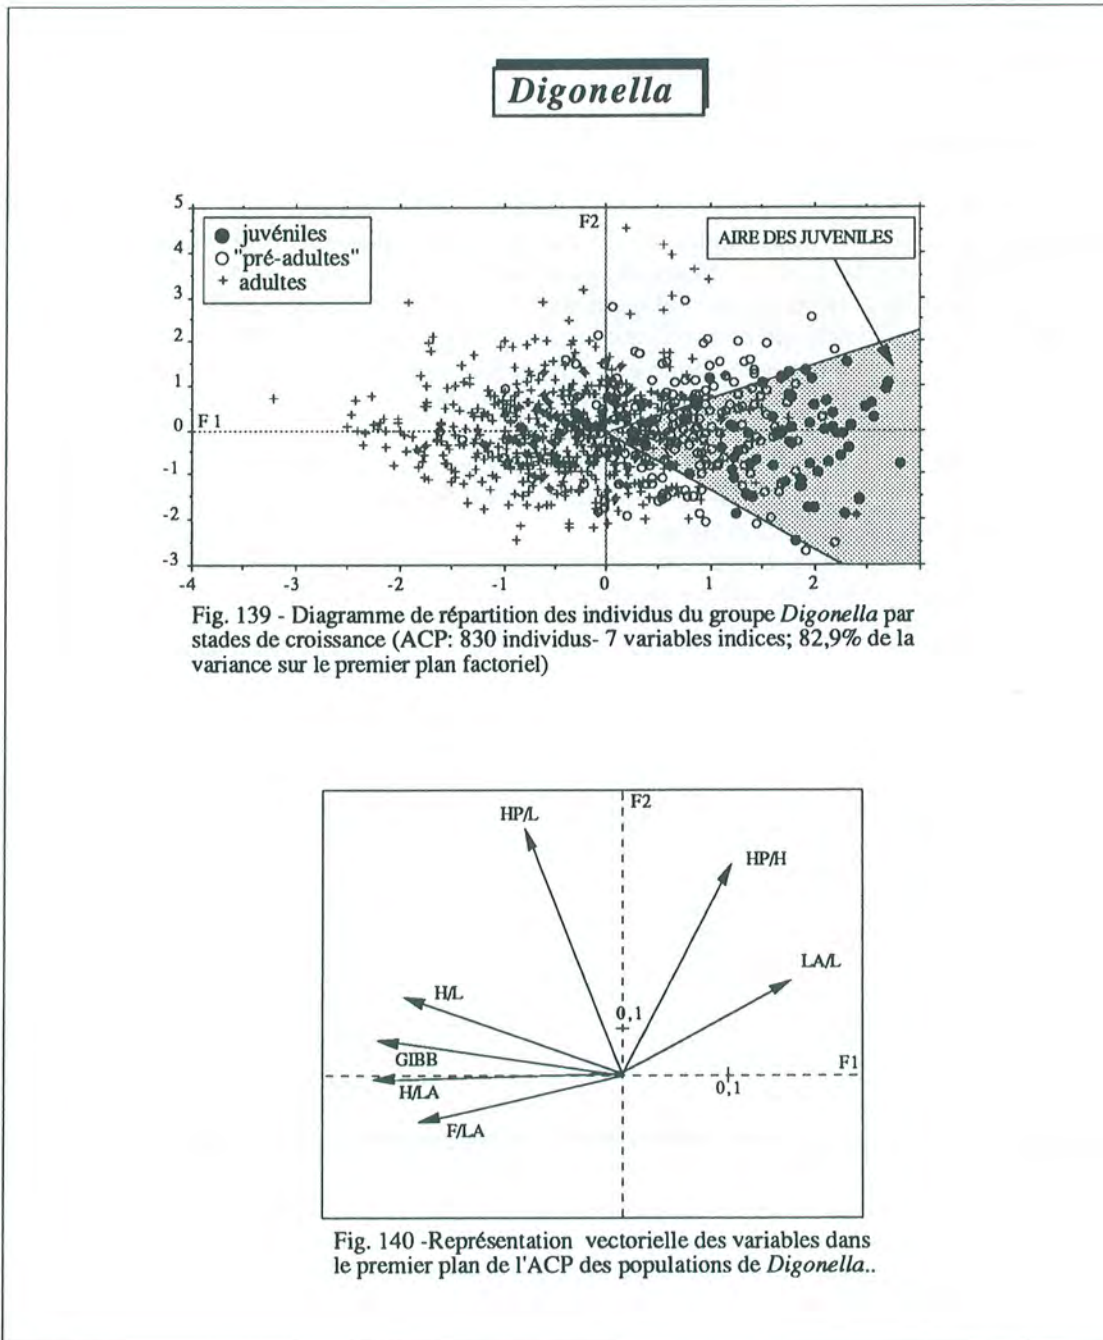 Digonella
5
4
3
2
1
0
-1
-2
-3
-4
-3
-2
-1
0
1
2
F2
F 1
juvéniles
"pré-adultes"
adultes
AIRE DES JUVENILES
Fig. 139 - Diagramme de répartition des individus du groupe Digonella par
stades de croissance (ACP: 830 individus- 7 variables indices; 82,9% de la
variance sur le premier plan factoriel)
F2
HP/L
HP/H
LA/L
H/L
0,1
GIBB
F1
H/LA
0,1
F/LA
Fig. 140 -Représentation vectorielle des variables dans
le premier plan de l'ACP des populations de Digonella..